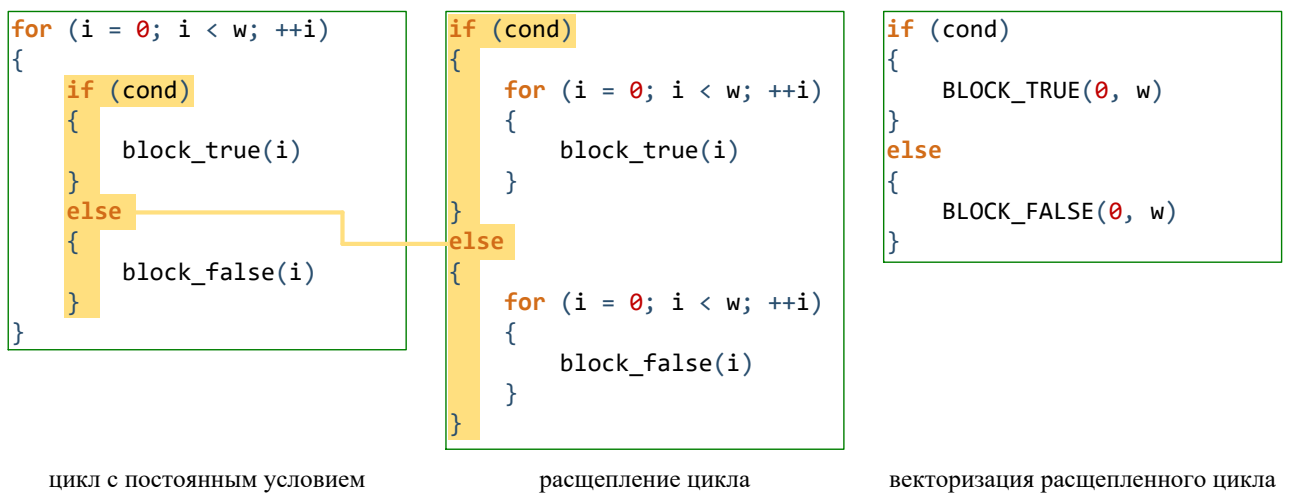 for (i = 0; i < w; ++i)
{
    if (cond)
    {
        block_true(i)
    }
    else
    {
        block_false(i)
    }
}
if (cond)
{
    for (i = 0; i < w; ++i)
    {
        block_true(i)
    }
}
else
{
    for (i = 0; i < w; ++i)
    {
        block_false(i)
    }
}
if (cond)
{
    BLOCK_TRUE(0, w)
}
else
{
    BLOCK_FALSE(0, w)
}
цикл с постоянным условием
расщепление цикла
векторизация расщепленного цикла